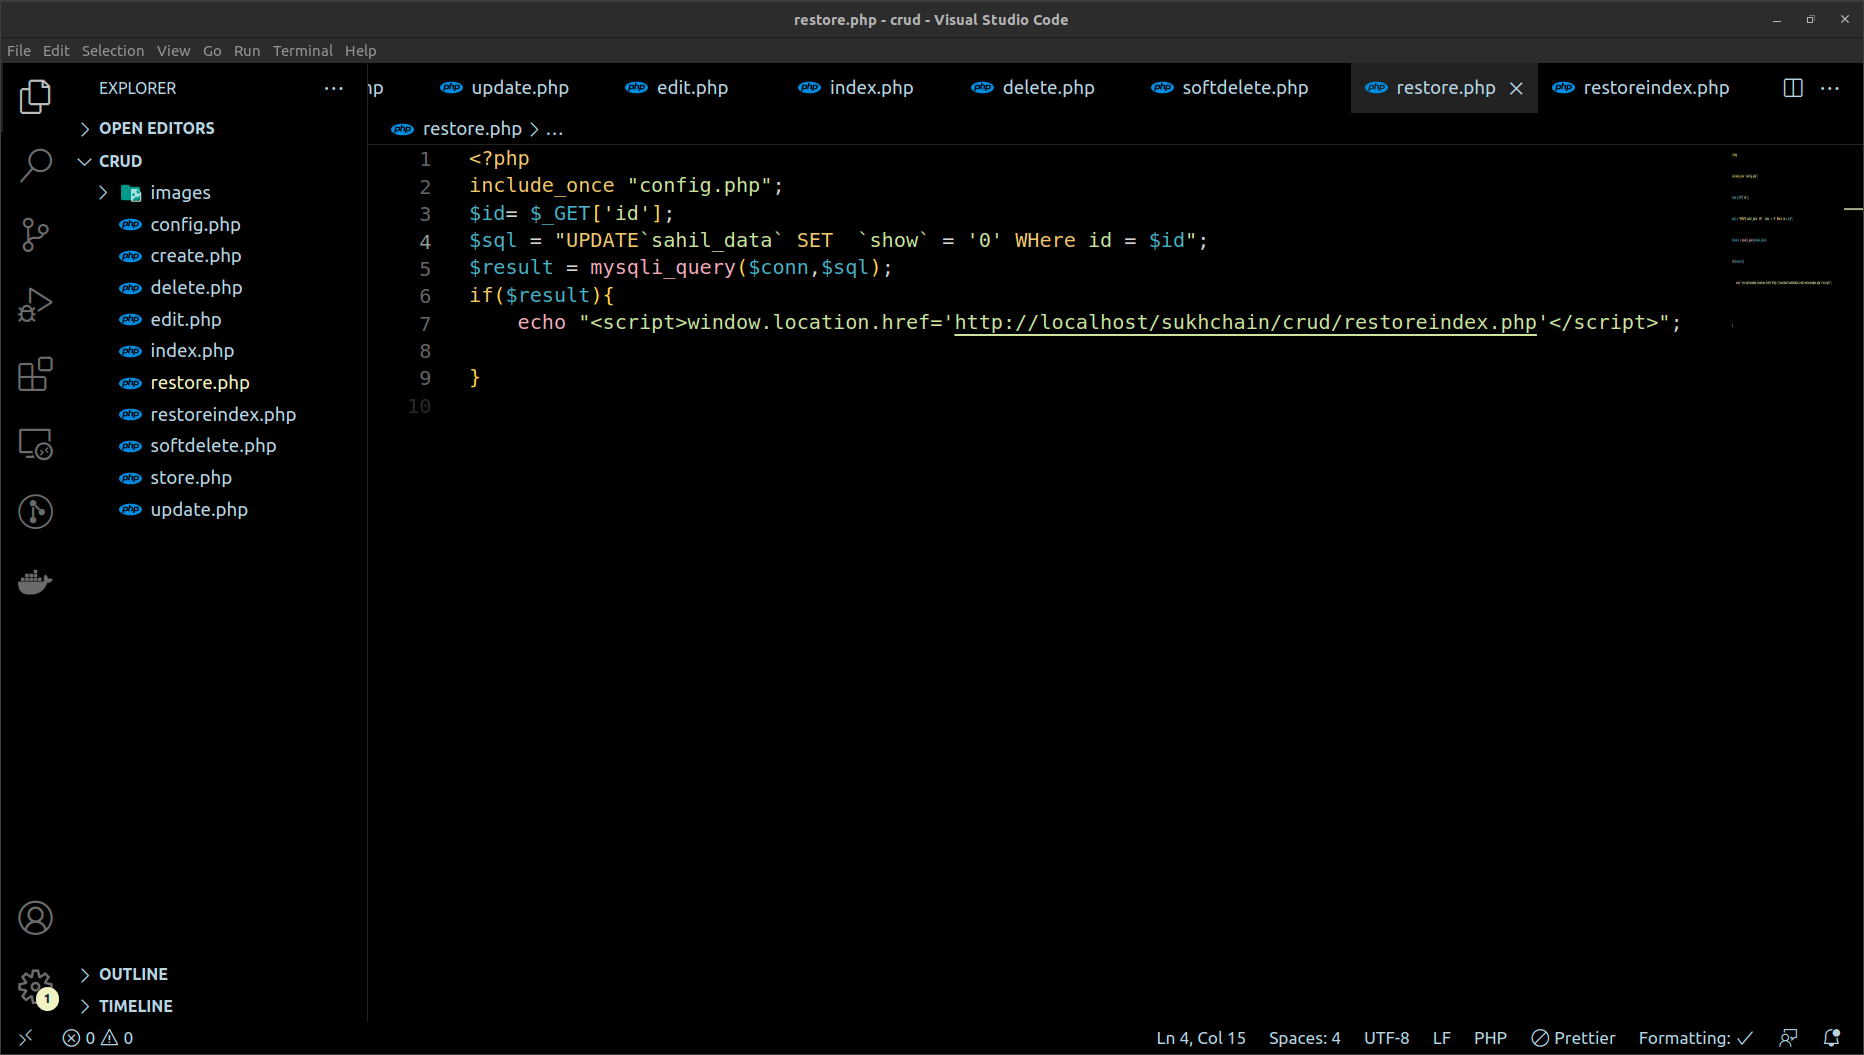 restore.php - crud - Visual Studio Code
File Edit Selection View Go Run Terminal Help
EXPLORER
OPEN EDITORS
CRUD
images
config.php
create.php
delete.php
edit.php
index.php
restore.php
restoreindex.php
softdelete.php
store.php
update.php
OUTLINE
TIMELINE
1
update.php edit.php index.php delete.php softdelete.php restore.php restoreindex.php
restore.php > ...
1 <?php
2 include_once "config.php";
3 $id= $_GET['id'];
4 $sql = "UPDATE`sahil_data` SET  `show` = '0' WHere id = $id";
5 $result = mysqli_query($conn,$sql);
6 if($result){
7     echo "<script>window.location.href='http://localhost/sukhchain/crud/restoreindex.php'</script>";
8
9 }
10
0 0 Ln 4, Col 15 Spaces: 4 UTF-8 LF PHP Prettier Formatting: